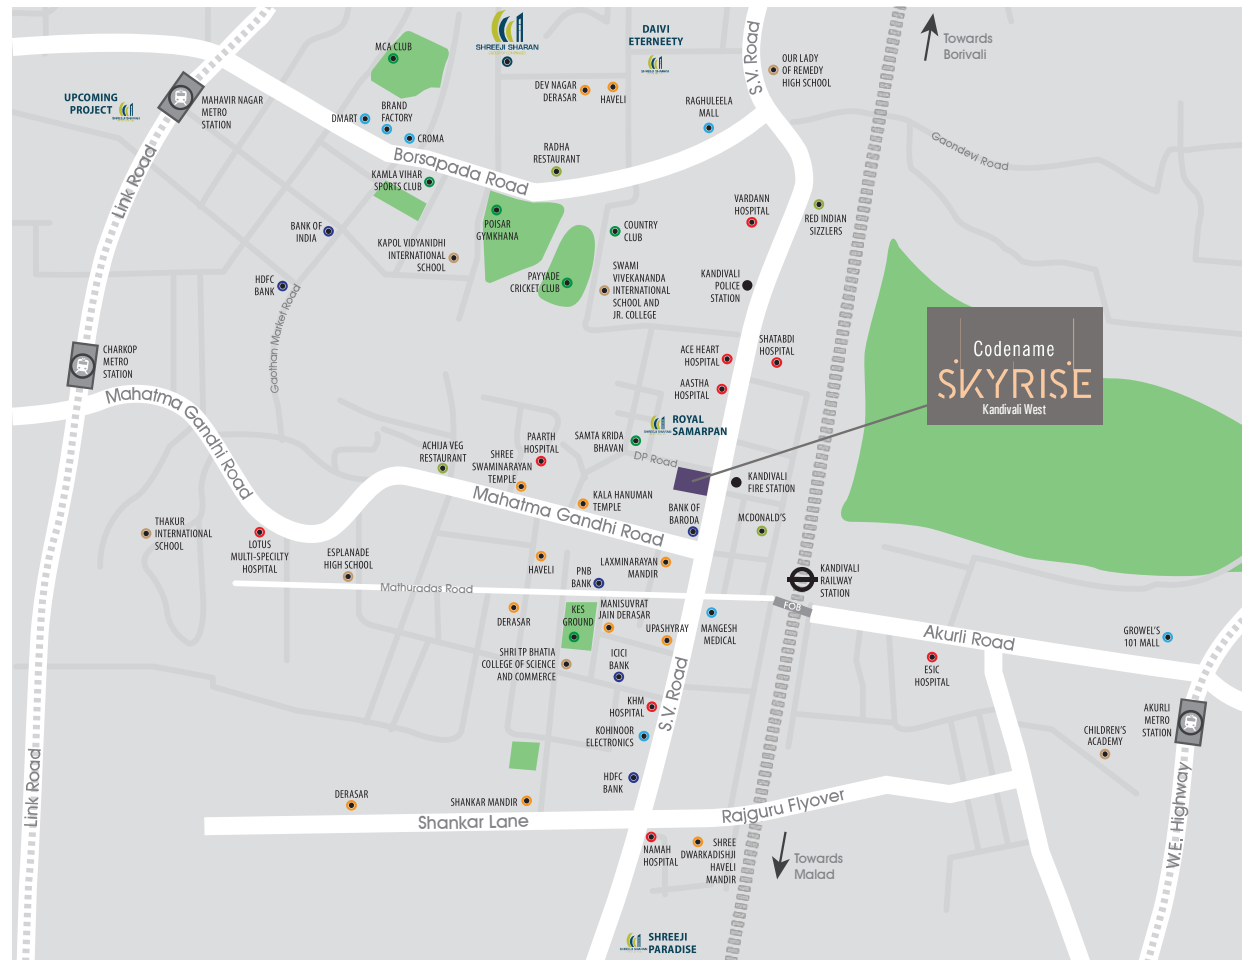 SHREEJI SHARAN
DAIVI
ETERNEETY
Towards
Borivali
S.V. Road
MCA CLUB
OUR LADY
OF REMEDY
HIGH SCHOOL
UPCOMING
PROJECT
MAHAVIR NAGAR
METRO
STATION
DEV NAGAR
DERASAR
HAVELI
RAGHULEELA
MALL
DMART
BRAND
FACTORY
CROMA
RADHA
RESTAURANT
Borsapada Road
Gaondevi Road
Link Road
KAMLA VIHAR
SPORTS CLUB
POISAR
GYMKHANA
VARDANN
HOSPITAL
RED INDIAN
SIZZLERS
BANK OF
INDIA
KAPOL VIDYANIDHI
INTERNATIONAL
SCHOOL
COUNTRY
CLUB
PAYYADE
CRICKET CLUB
SWAMI
VIVEKANANDA
INTERNATIONAL
SCHOOL AND
JR. COLLEGE
KANDIVALI
POLICE
STATION
HDFC
BANK
Gaothan Market Road
CHARKOP
METRO
STATION
ACE HEART
HOSPITAL
SHATABDI
HOSPITAL
AASTHA
HOSPITAL
Codename
SKYRISE
Kandivali West
Mahatma Gandhi Road
ROYAL
SAMARPAN
SAMTA KRIDA
BHAVAN
DP Road
ACHIJA VEG
RESTAURANT
PAARTH
HOSPITAL
SHREE
SWAMINARAYAN
TEMPLE
KALA HANUMAN
TEMPLE
Mahatma Gandhi Road
KANDIVALI
FIRE STATION
BANK OF
BARODA
MCDONALD'S
THAKUR
INTERNATIONAL
SCHOOL
LOTUS
MULTI-SPECILTY
HOSPITAL
ESPLANADE
HIGH SCHOOL
HAVELI
PNB
BANK
LAXMINARAYAN
MANDIR
KANDIVALI
RAILWAY
STATION
Mathuradas Road
FOB
DERASAR
KES
GROUND
MANISUVRAT
JAIN DERASAR
UPASHYRAY
MANGESH
MEDICAL
Akurli Road
GROWEL'S
101 MALL
SHRI TP BHATIA
COLLEGE OF SCIENCE
AND COMMERCE
ICICI
BANK
ESIC
HOSPITAL
S.V. Road
KHM
HOSPITAL
KOHINOOR
ELECTRONICS
AKURLI
METRO
STATION
CHILDREN'S
ACADEMY
Link Road
HDFC
BANK
DERASAR
SHANKAR MANDIR
Shankar Lane
Rajguru Flyover
W.E. Highway
NAMAH
HOSPITAL
SHREE
DWARKADISHJI
HAVELI
MANDIR
Towards
Malad
SHREEJI
PARADISE